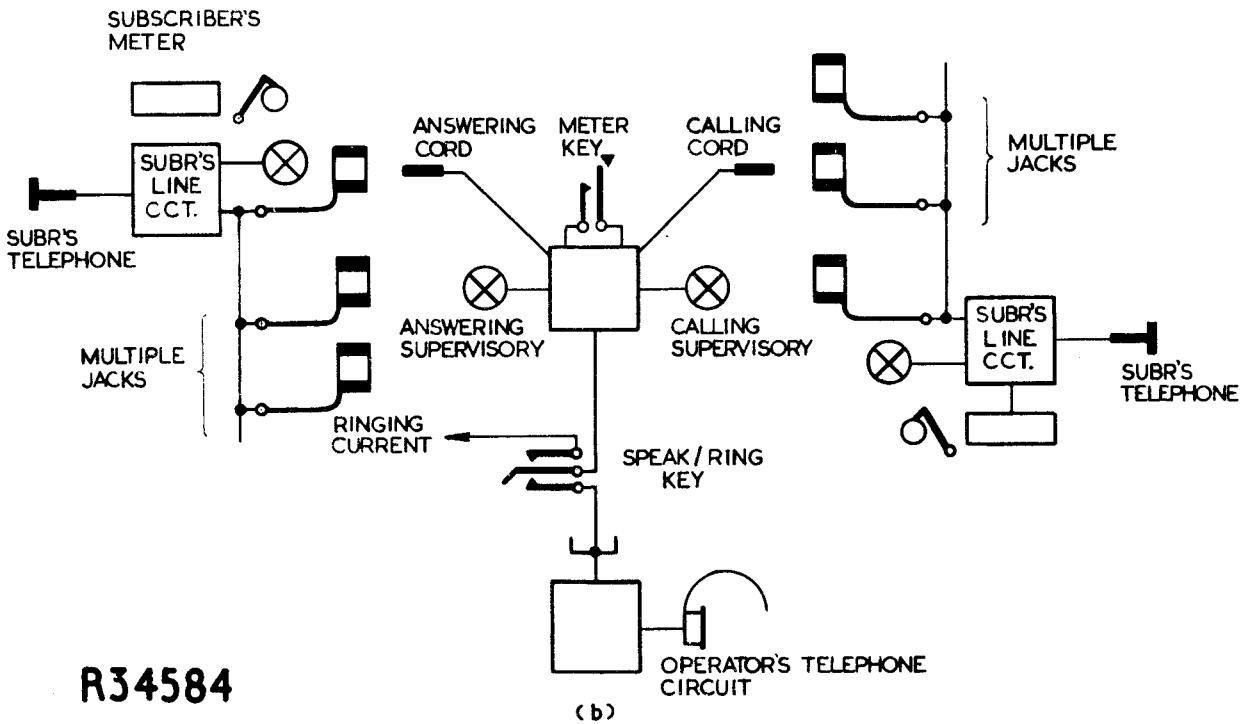 SUBSCRIBER'S
METER
ANSWERING
CORD
METER
KEY
CALLING
CORD
MULTIPLE
JACKS
SUBR'S
LINE
CCT.
SUBR'S
TELEPHONE
ANSWERING
SUPERVISORY
CALLING
SUPERVISORY
SUBR'S
LINE
CCT.
SUBR'S
TELEPHONE
MULTIPLE
JACKS
RINGING
CURRENT
SPEAK/RING
KEY
OPERATOR'S TELEPHONE
CIRCUIT
R34584
(b)